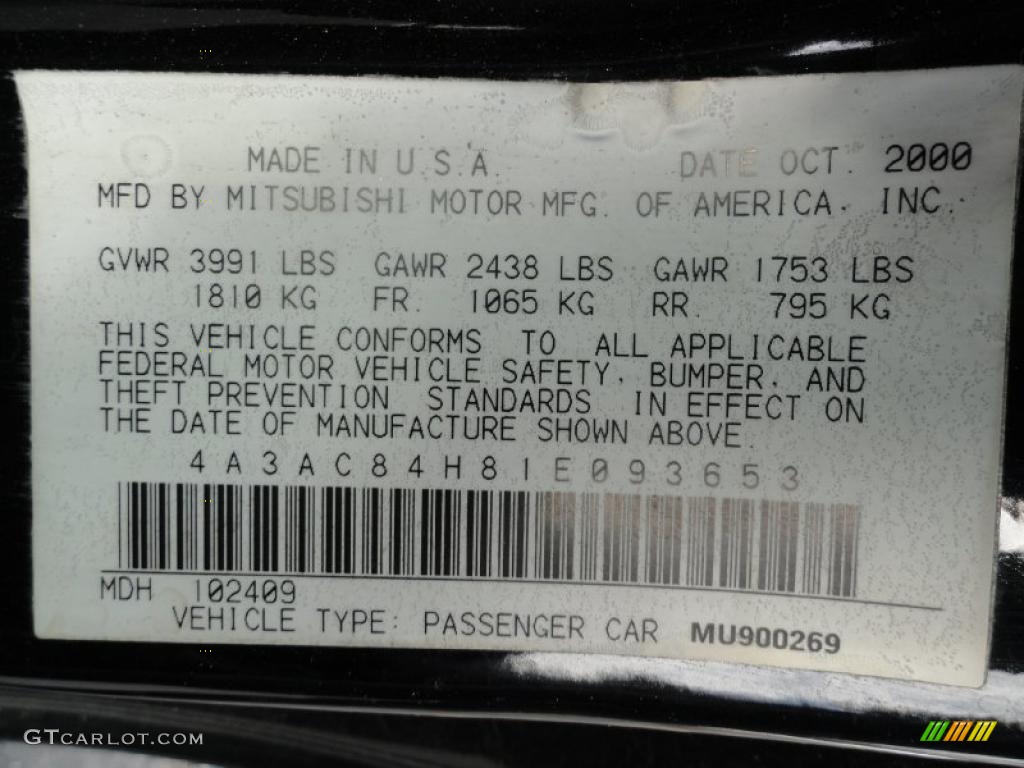 MADE IN U.S.A. DATE OCT. 2000
MFD BY MITSUBISHI MOTOR MFG. OF AMERICA. INC.
GVWR 3991 LBS GAWR 2438 LBS GAWR 1753 LBS
1810 KG FR. 1065 KG RR. 795 KG
THIS VEHICLE CONFORMS TO ALL APPLICABLE
FEDERAL MOTOR VEHICLE SAFETY, BUMPER, AND
THEFT PREVENTION STANDARDS IN EFFECT ON
THE DATE OF MANUFACTURE SHOWN ABOVE.
4A3AC84H81E093653
MDH 102409
VEHICLE TYPE: PASSENGER CAR MU900269
GTCARLOT.COM